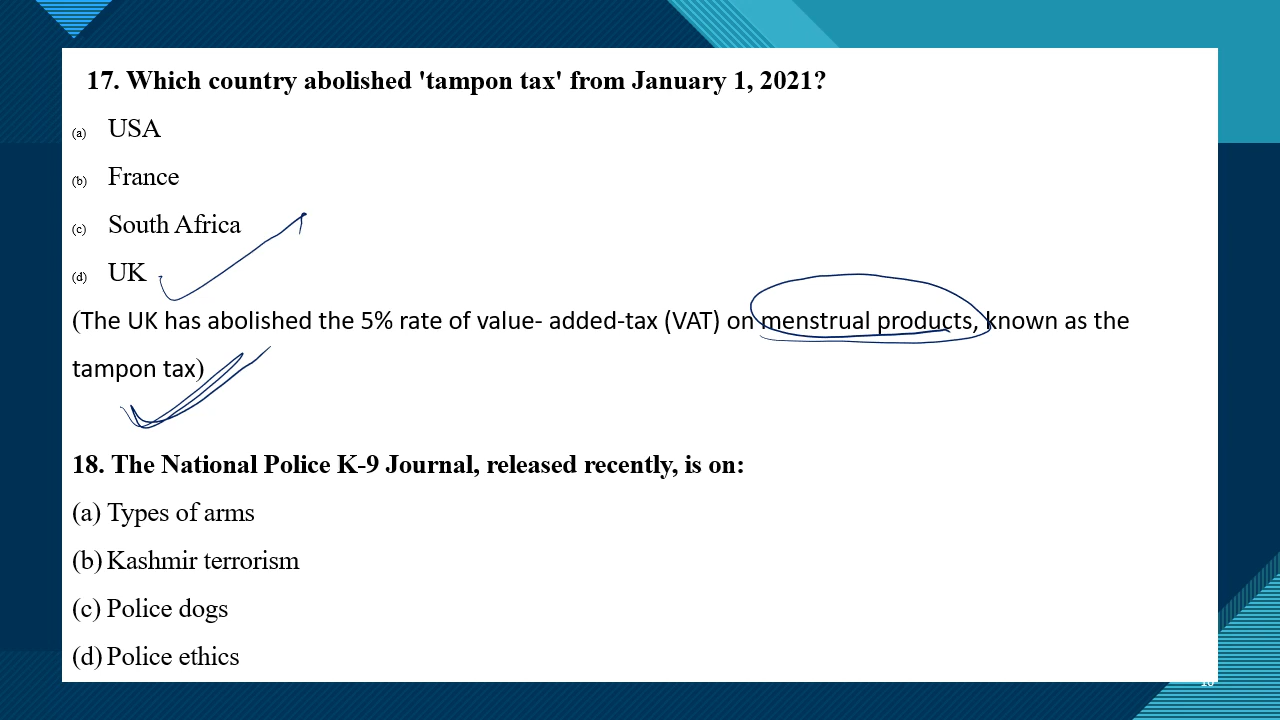 17. Which country abolished 'tampon tax' from January 1, 2021?
(a) USA
(b) France
(c) South Africa
(d) UK
(The UK has abolished the 5% rate of value- added-tax (VAT) on menstrual products, known as the
tampon tax)
18. The National Police K-9 Journal, released recently, is on:
(a) Types of arms
(b) Kashmir terrorism
(c) Police dogs
(d) Police ethics